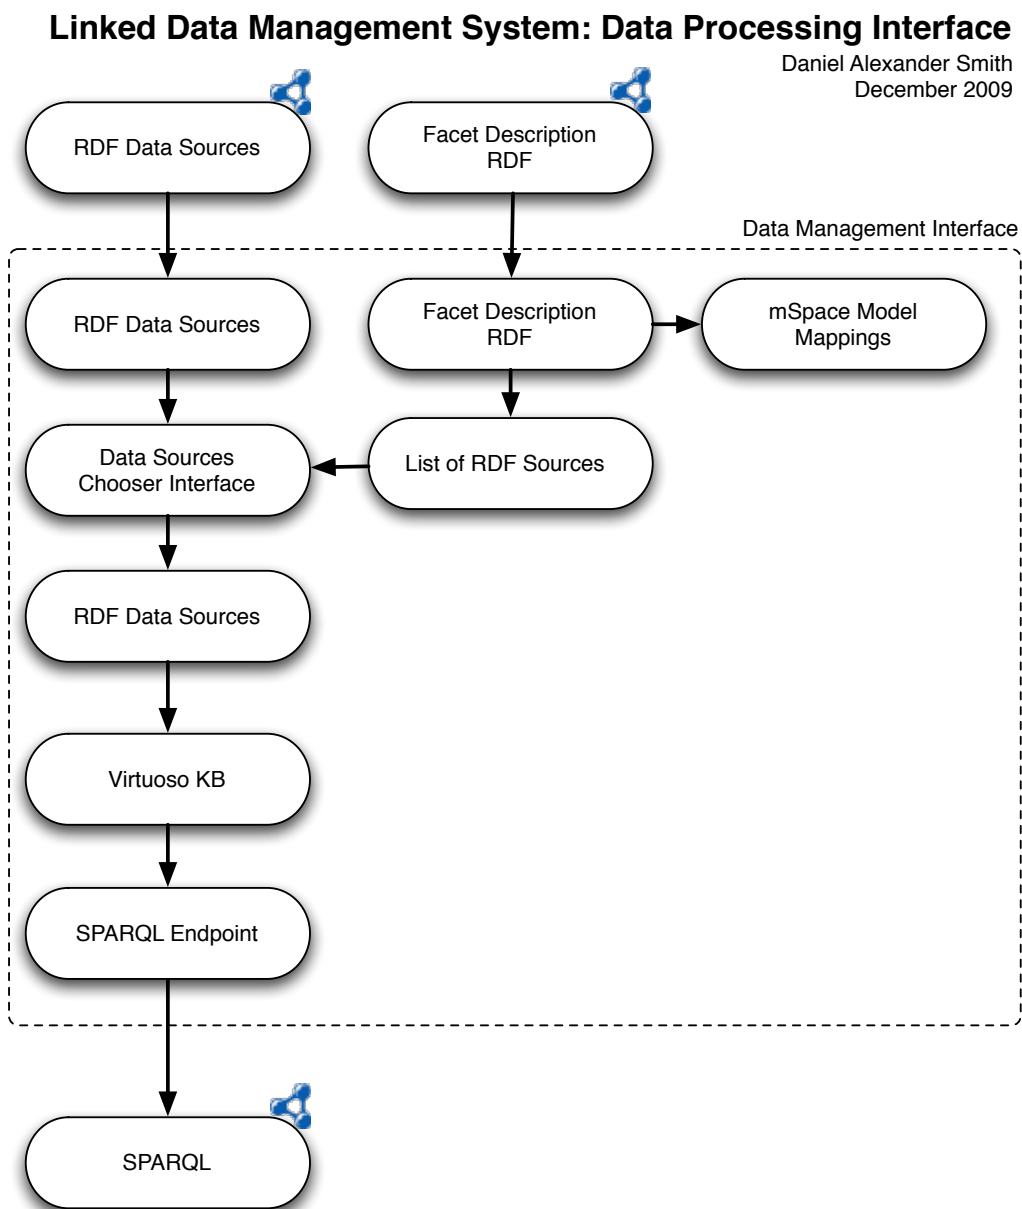 Linked Data Management System: Data Processing Interface
Daniel Alexander Smith
December 2009
RDF Data Sources
Facet Description
RDF
Data Management Interface
RDF Data Sources
Facet Description
RDF
mSpace Model
Mappings
Data Sources
Chooser Interface
List of RDF Sources
RDF Data Sources
Virtuoso KB
SPARQL Endpoint
SPARQL